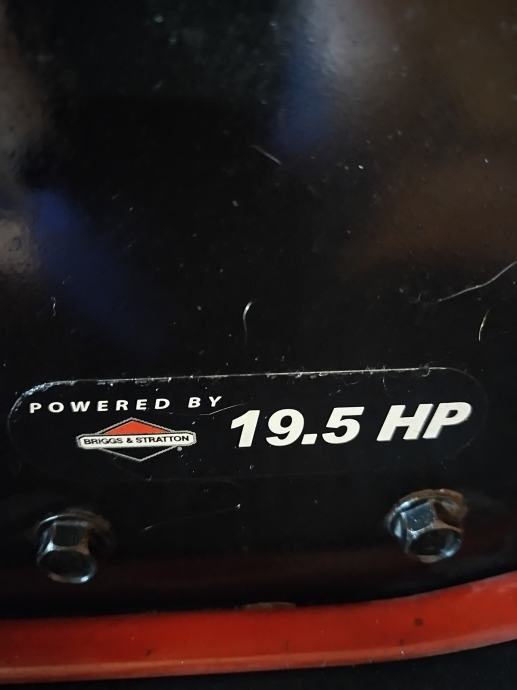 POWERED BY
BRIGGS & STRATTON
19.5 HP